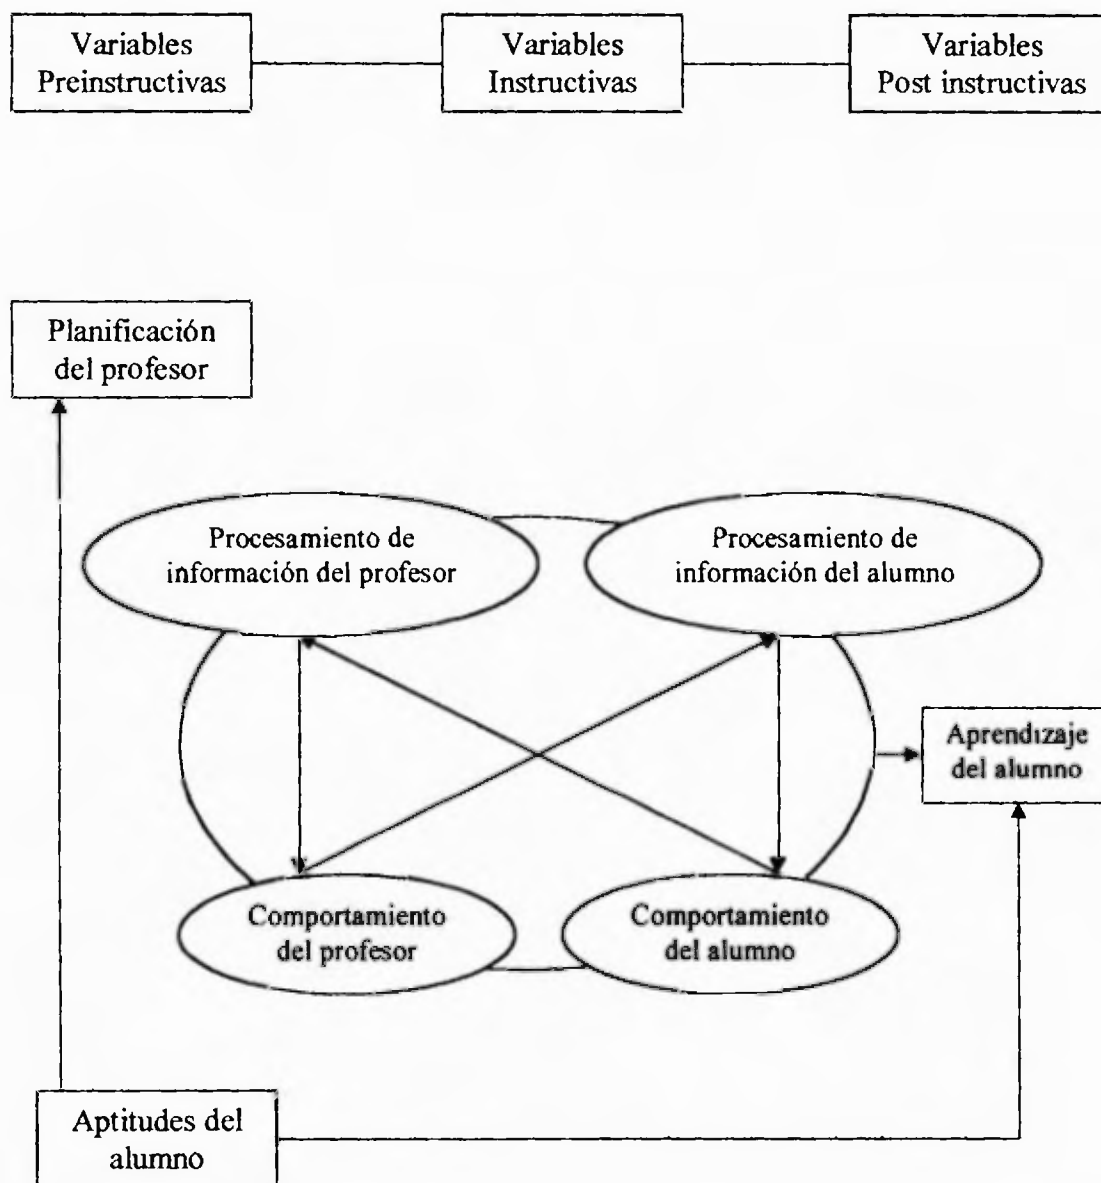 Variables
Preinstructivas
Variables
Instructivas
Variables
Post instructivas
Planificación
del profesor
Procesamiento de
información del profesor
Procesamiento de
información del alumno
Aprendizaje
del alumno
Comportamiento
del profesor
Comportamiento
del alumno
Aptitudes del
alumno